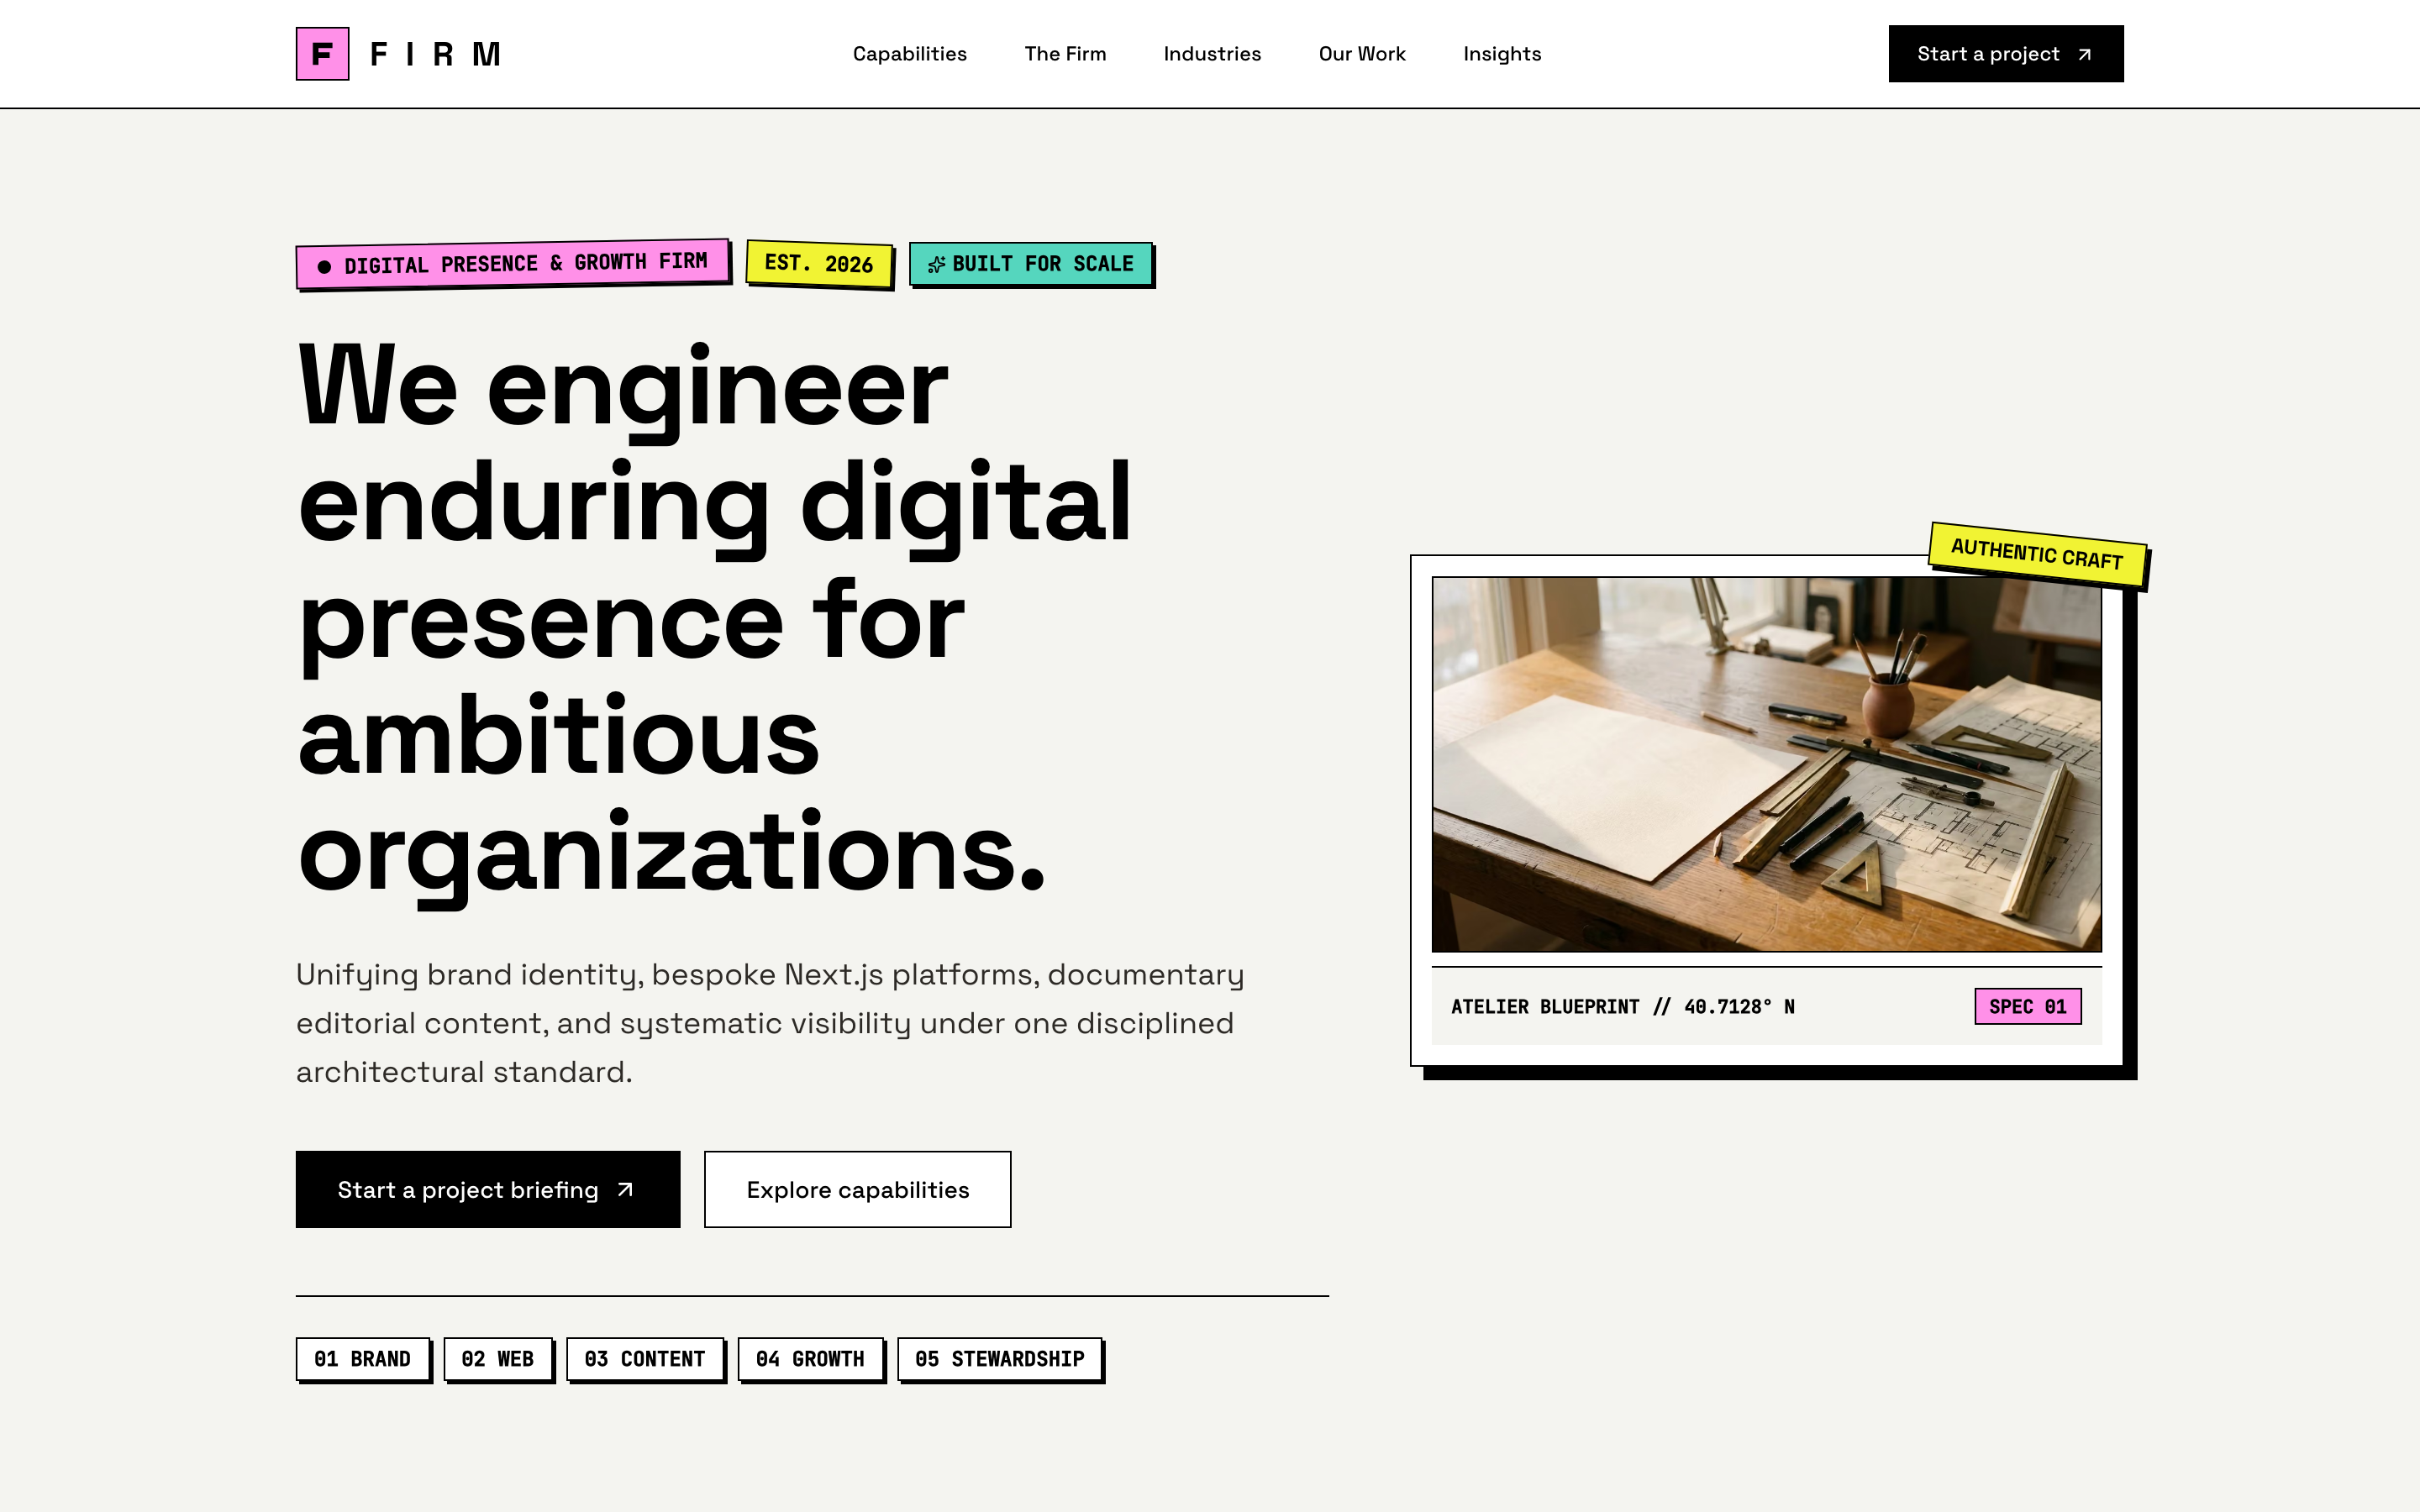 F
F I R M
Capabilities
The Firm
Industries
Our Work
Insights
Start a project
DIGITAL PRESENCE & GROWTH FIRM
EST. 2026
BUILT FOR SCALE
We engineer
enduring digital
presence for
ambitious
organizations.
Unifying brand identity, bespoke Next.js platforms, documentary
editorial content, and systematic visibility under one disciplined
architectural standard.
Start a project briefing
Explore capabilities
01 BRAND
02 WEB
03 CONTENT
04 GROWTH
05 STEWARDSHIP
AUTHENTIC CRAFT
ATELIER BLUEPRINT // 40.7128° N
SPEC 01